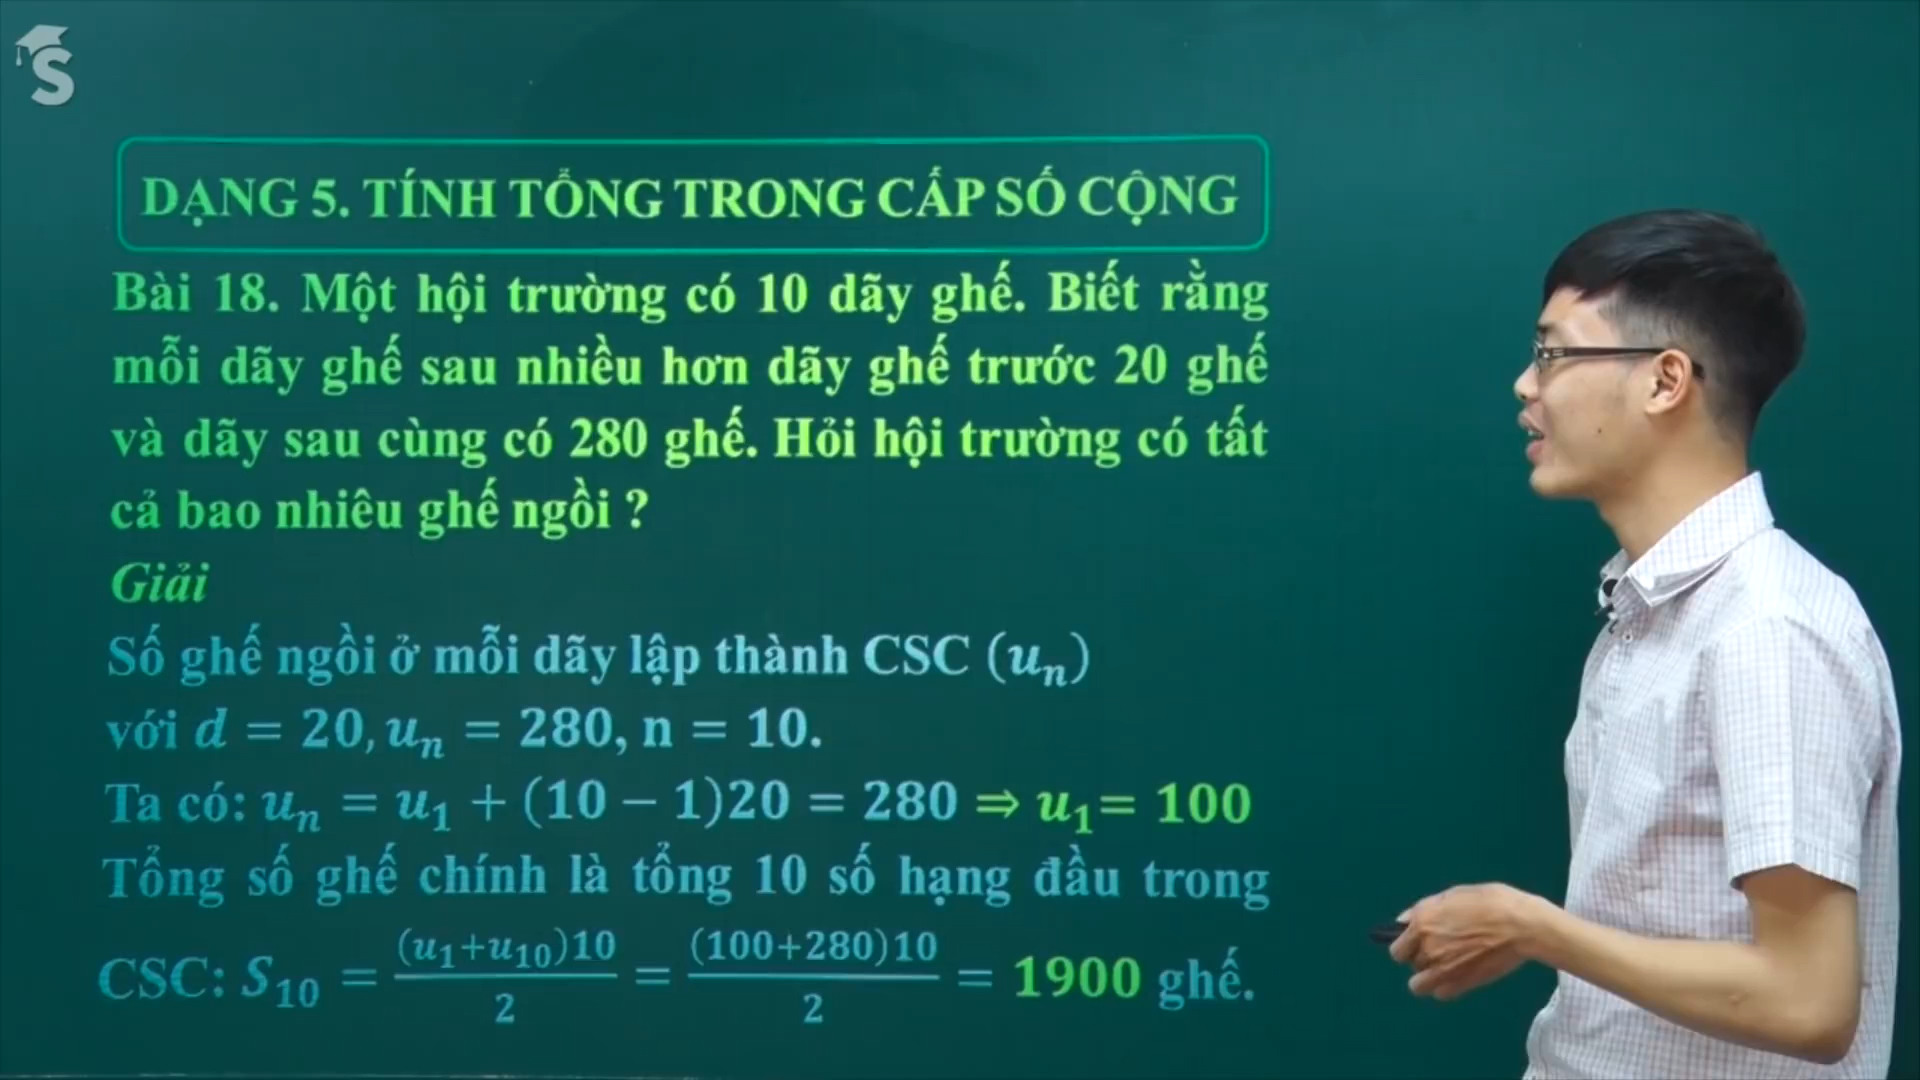 S
DẠNG 5. TÍNH TỔNG TRONG CẤP SỐ CỘNG
Bài 18. Một hội trường có 10 dãy ghế. Biết rằng
mỗi dãy ghế sau nhiều hơn dãy ghế trước 20 ghế
và dãy sau cùng có 280 ghế. Hỏi hội trường có tất
cả bao nhiêu ghế ngồi ?
Giải
Số ghế ngồi ở mỗi dãy lập thành CSC (uₙ)
với d = 20, uₙ = 280, n = 10.
Ta có: uₙ = u₁ + (10 − 1)20 = 280 ⇒ u₁= 100
Tổng số ghế chính là tổng 10 số hạng đầu trong
CSC: S₁₀ = (u₁+u₁₀)10/2 = (100+280)10/2 = 1900 ghế.